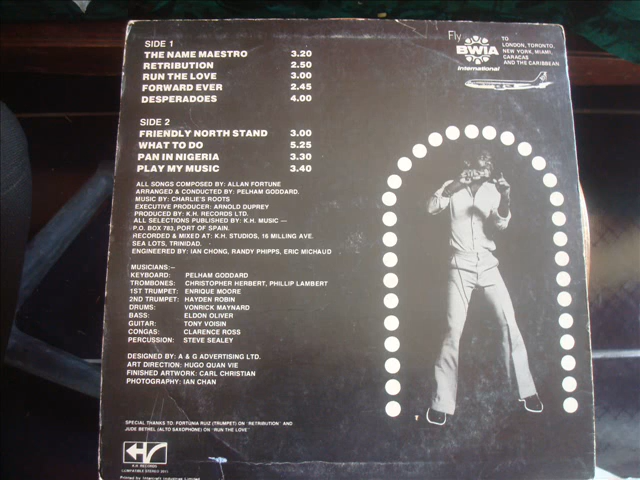 SIDE 1
THE NAME MAESTRO 3.20
RETRIBUTION 2.50
RUN THE LOVE 3.00
FORWARD EVER 2.45
DESPERADOES 4.00
SIDE 2
FRIENDLY NORTH STAND 3.00
WHAT TO DO 5.25
PAN IN NIGERIA 3.30
PLAY MY MUSIC 3.40
ALL SONGS COMPOSED BY: ALLAN FORTUNE
ARRANGED & CONDUCTED BY: PELHAM GODDARD.
MUSIC BY: CHARLIE'S ROOTS
EXECUTIVE PRODUCER: ARNOLD DUPREY
PRODUCED BY: K.H. RECORDS LTD.
ALL SELECTIONS PUBLISHED BY: K.H. MUSIC —
P.O. BOX 783, PORT OF SPAIN.
RECORDED & MIXED AT: K.H. STUDIOS, 16 MILLING AVE.
SEA LOTS, TRINIDAD.
ENGINEERED BY: IAN CHONG, RANDY PHIPPS, ERIC MICHAUD
MUSICIANS:—
KEYBOARD: PELHAM GODDARD
TROMBONES: CHRISTOPHER HERBERT, PHILLIP LAMBERT
1ST TRUMPET: ENRIQUE MOORE
2ND TRUMPET: HAYDEN ROBIN
DRUMS: VONRICK MAYNARD
BASS: ELDON OLIVER
GUITAR: TONY VOISIN
CONGAS: CLARENCE ROSS
PERCUSSION: STEVE SEALEY
DESIGNED BY: A & G ADVERTISING LTD.
ART DIRECTION: HUGO QUAN VIE
FINISHED ARTWORK: CARL CHRISTIAN
PHOTOGRAPHY: IAN CHAN
SPECIAL THANKS TO: FORTUNIA RUIZ (TRUMPET) ON "RETRIBUTION" AND
JUDE BETHEL (ALTO SAXOPHONE) ON "RUN THE LOVE"
K.H. RECORDS
COMPATIBLE STEREO
Printed by Industries Limited
Fly
BWIA
international
TO
LONDON, TORONTO,
NEW YORK, MIAMI,
CARACAS
AND THE CARIBBEAN